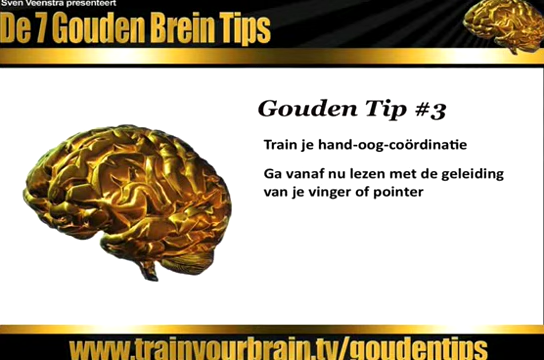 Sven Veenstra presenteert
De 7 Gouden Brein Tips
Gouden Tip #3
Train je hand-oog-coördinatie
Ga vanaf nu lezen met de geleiding
van je vinger of pointer
www.trainyourbrain.tv/goudentips